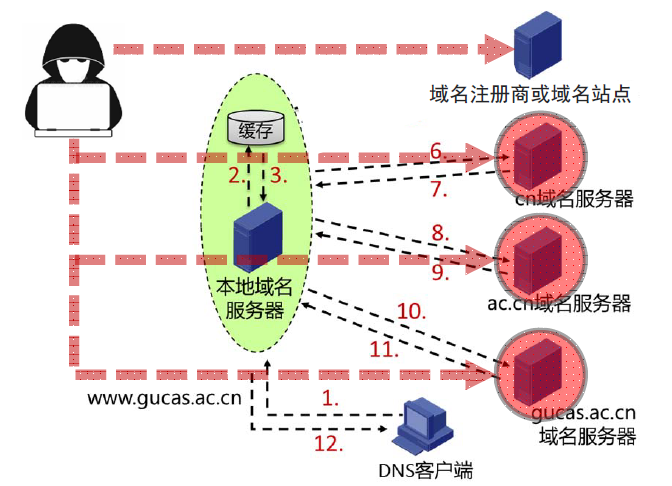 域名注册商或域名站点
缓存
2.
3.
6.
7.
cn域名服务器
8.
9.
ac.cn域名服务器
本地域名
服务器
10.
11.
gucas.ac.cn
域名服务器
www.gucas.ac.cn
1.
12.
DNS客户端